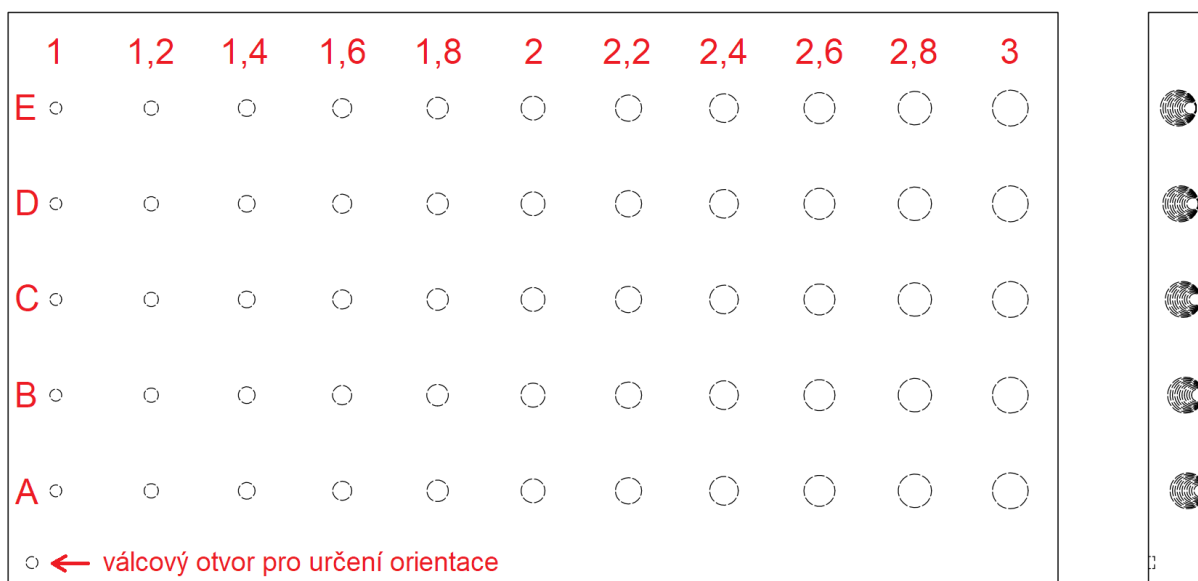 1 1,2 1,4 1,6 1,8 2 2,2 2,4 2,6 2,8 3
E
D
C
B
A
válcový otvor pro určení orientace